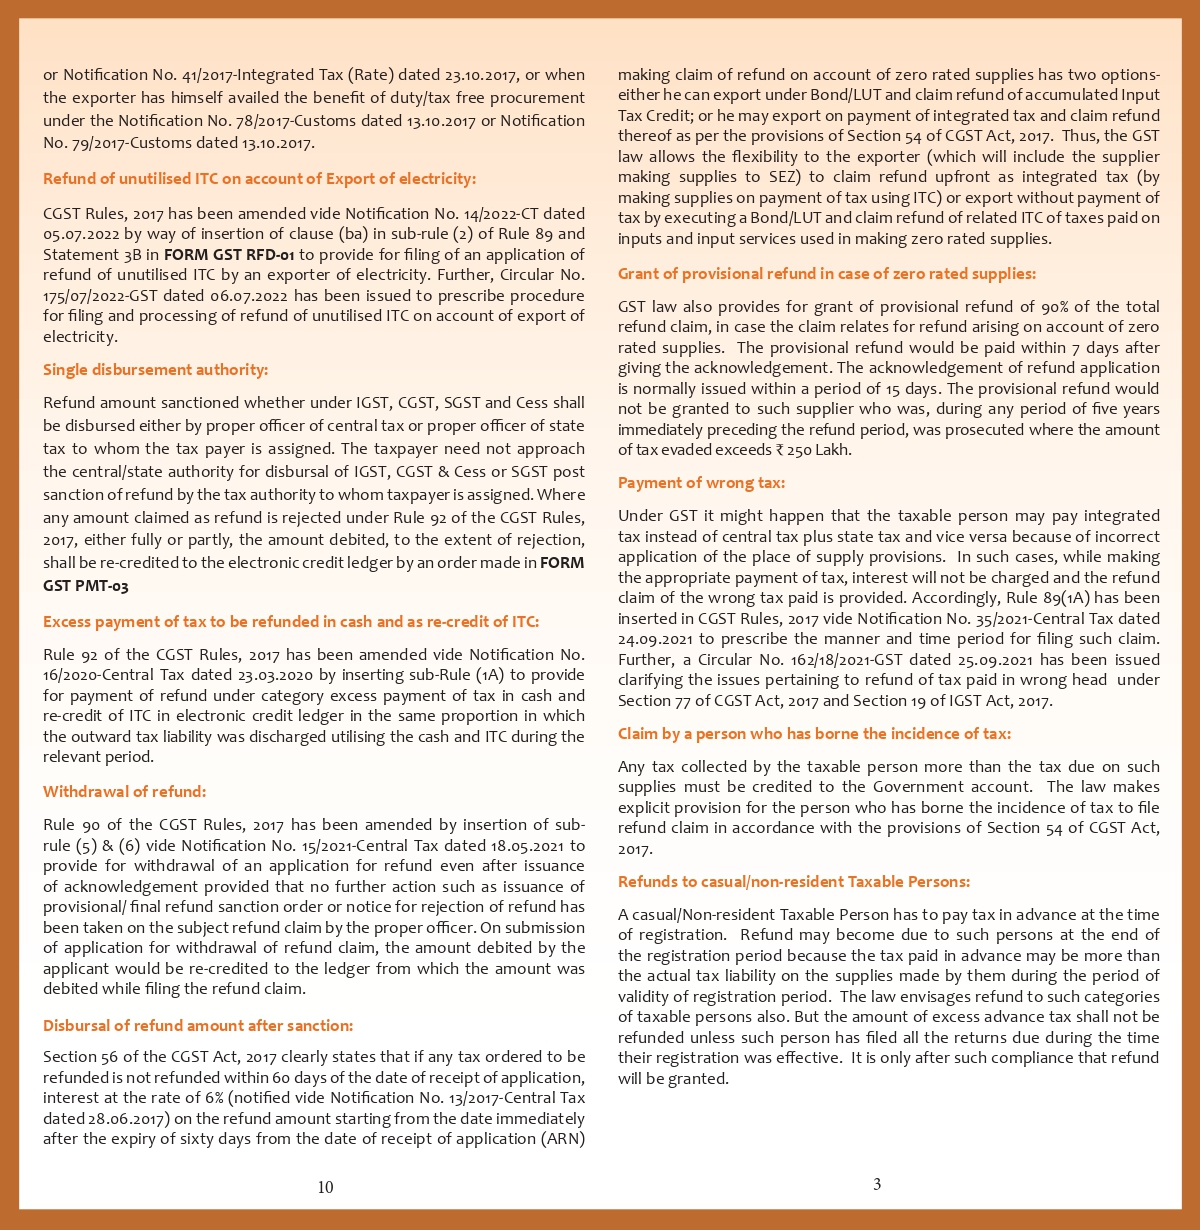 or Notification No. 41/2017-Integrated Tax (Rate) dated 23.10.2017, or when
the exporter has himself availed the benefit of duty/tax free procurement
under the Notification No. 78/2017-Customs dated 13.10.2017 or Notification
No. 79/2017-Customs dated 13.10.2017.
Refund of unutilised ITC on account of Export of electricity:
CGST Rules, 2017 has been amended vide Notification No. 14/2022-CT dated
05.07.2022 by way of insertion of clause (ba) in sub-rule (2) of Rule 89 and
Statement 3B in FORM GST RFD-01 to provide for filing of an application of
refund of unutilised ITC by an exporter of electricity. Further, Circular No.
175/07/2022-GST dated 06.07.2022 has been issued to prescribe procedure
for filing and processing of refund of unutilised ITC on account of export of
electricity.
Single disbursement authority:
Refund amount sanctioned whether under IGST, CGST, SGST and Cess shall
be disbursed either by proper officer of central tax or proper officer of state
tax to whom the tax payer is assigned. The taxpayer need not approach
the central/state authority for disbursal of IGST, CGST & Cess or SGST post
sanction of refund by the tax authority to whom taxpayer is assigned. Where
any amount claimed as refund is rejected under Rule 92 of the CGST Rules,
2017, either fully or partly, the amount debited, to the extent of rejection,
shall be re-credited to the electronic credit ledger by an order made in FORM
GST PMT-03
Excess payment of tax to be refunded in cash and as re-credit of ITC:
Rule 92 of the CGST Rules, 2017 has been amended vide Notification No.
16/2020-Central Tax dated 23.03.2020 by inserting sub-Rule (1A) to provide
for payment of refund under category excess payment of tax in cash and
re-credit of ITC in electronic credit ledger in the same proportion in which
the outward tax liability was discharged utilising the cash and ITC during the
relevant period.
Withdrawal of refund:
Rule 90 of the CGST Rules, 2017 has been amended by insertion of sub-
rule (5) & (6) vide Notification No. 15/2021-Central Tax dated 18.05.2021 to
provide for withdrawal of an application for refund even after issuance
of acknowledgement provided that no further action such as issuance of
provisional/ final refund sanction order or notice for rejection of refund has
been taken on the subject refund claim by the proper officer. On submission
of application for withdrawal of refund claim, the amount debited by the
applicant would be re-credited to the ledger from which the amount was
debited while filing the refund claim.
Disbursal of refund amount after sanction:
Section 56 of the CGST Act, 2017 clearly states that if any tax ordered to be
refunded is not refunded within 60 days of the date of receipt of application,
interest at the rate of 6% (notified vide Notification No. 13/2017-Central Tax
dated 28.06.2017) on the refund amount starting from the date immediately
after the expiry of sixty days from the date of receipt of application (ARN)
10
making claim of refund on account of zero rated supplies has two options-
either he can export under Bond/LUT and claim refund of accumulated Input
Tax Credit; or he may export on payment of integrated tax and claim refund
thereof as per the provisions of Section 54 of CGST Act, 2017. Thus, the GST
law allows the flexibility to the exporter (which will include the supplier
making supplies to SEZ) to claim refund upfront as integrated tax (by
making supplies on payment of tax using ITC) or export without payment of
tax by executing a Bond/LUT and claim refund of related ITC of taxes paid on
inputs and input services used in making zero rated supplies.
Grant of provisional refund in case of zero rated supplies:
GST law also provides for grant of provisional refund of 90% of the total
refund claim, in case the claim relates for refund arising on account of zero
rated supplies. The provisional refund would be paid within 7 days after
giving the acknowledgement. The acknowledgement of refund application
is normally issued within a period of 15 days. The provisional refund would
not be granted to such supplier who was, during any period of five years
immediately preceding the refund period, was prosecuted where the amount
of tax evaded exceeds ₹ 250 Lakh.
Payment of wrong tax:
Under GST it might happen that the taxable person may pay integrated
tax instead of central tax plus state tax and vice versa because of incorrect
application of the place of supply provisions. In such cases, while making
the appropriate payment of tax, interest will not be charged and the refund
claim of the wrong tax paid is provided. Accordingly, Rule 89(1A) has been
inserted in CGST Rules, 2017 vide Notification No. 35/2021-Central Tax dated
24.09.2021 to prescribe the manner and time period for filing such claim.
Further, a Circular No. 162/18/2021-GST dated 25.09.2021 has been issued
clarifying the issues pertaining to refund of tax paid in wrong head under
Section 77 of CGST Act, 2017 and Section 19 of IGST Act, 2017.
Claim by a person who has borne the incidence of tax:
Any tax collected by the taxable person more than the tax due on such
supplies must be credited to the Government account. The law makes
explicit provision for the person who has borne the incidence of tax to file
refund claim in accordance with the provisions of Section 54 of CGST Act,
2017.
Refunds to casual/non-resident Taxable Persons:
A casual/Non-resident Taxable Person has to pay tax in advance at the time
of registration. Refund may become due to such persons at the end of
the registration period because the tax paid in advance may be more than
the actual tax liability on the supplies made by them during the period of
validity of registration period. The law envisages refund to such categories
of taxable persons also. But the amount of excess advance tax shall not be
refunded unless such person has filed all the returns due during the time
their registration was effective. It is only after such compliance that refund
will be granted.
3